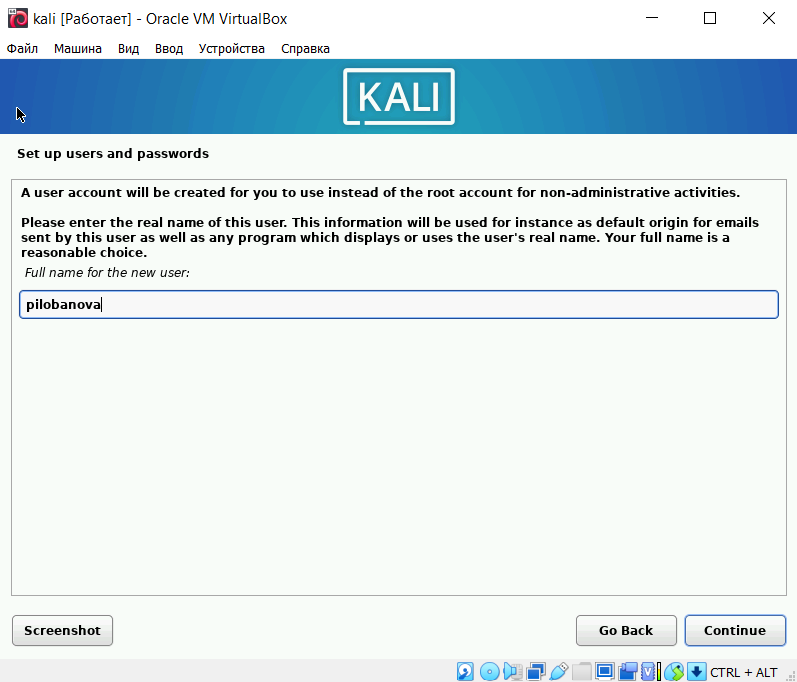 kali [Работает] - Oracle VM VirtualBox
Файл Машина Вид Ввод Устройства Справка
KALI
Set up users and passwords
A user account will be created for you to use instead of the root account for non-administrative activities.
Please enter the real name of this user. This information will be used for instance as default origin for emails
sent by this user as well as any program which displays or uses the user's real name. Your full name is a
reasonable choice.
Full name for the new user:
pilobanova
Screenshot Go Back Continue
CTRL + ALT